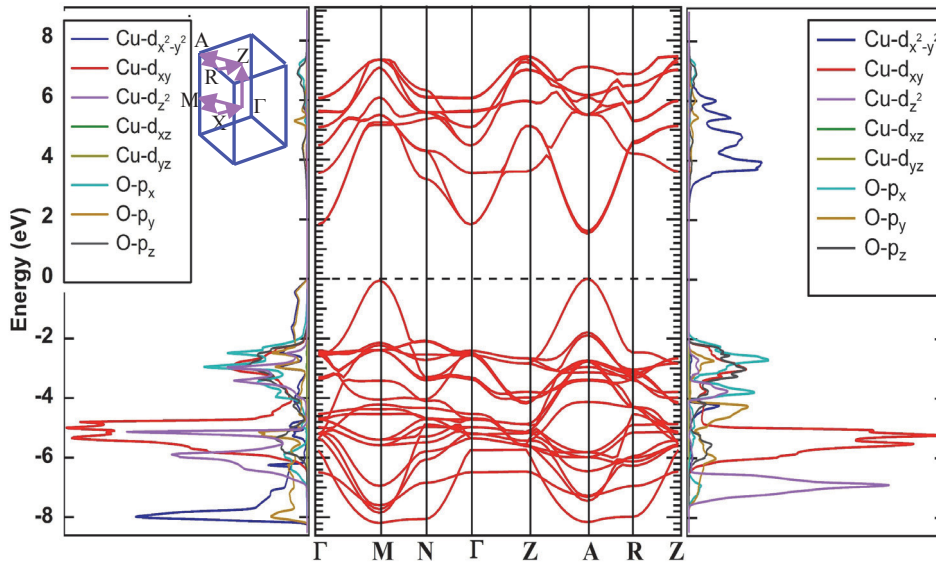 Energy (eV)
8
6
4
2
0
-2
-4
-6
-8
Cu-dx²-y²
Cu-dxy
Cu-dz²
Cu-dxz
Cu-dyz
O-px
O-py
O-pz
A
Z
R
M
Γ
X
Γ M N Γ Z A R Z
Cu-dx²-y²
Cu-dxy
Cu-dz²
Cu-dxz
Cu-dyz
O-px
O-py
O-pz